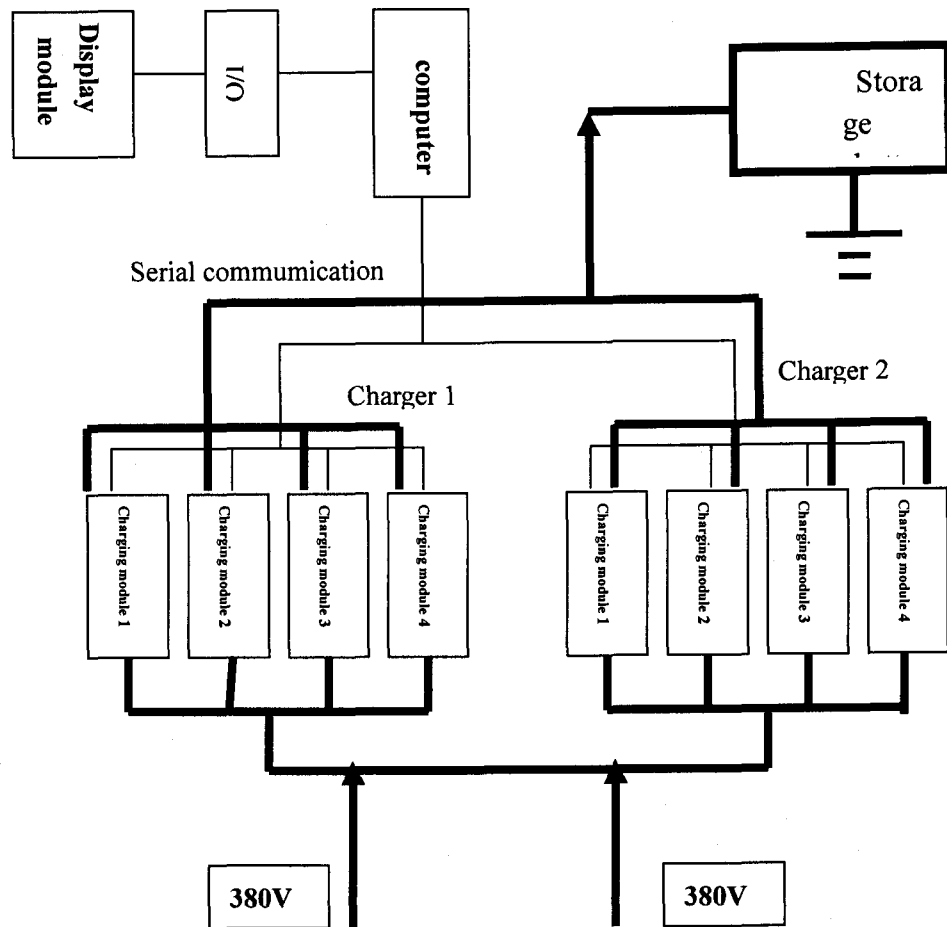 Display
module
I/O
computer
Stora
ge
Serial commumication
Charger 1
Charger 2
Charging module 1
Charging module 2
Charging module 3
Charging module 4
Charging module 1
Charging module 2
Charging module 3
Charging module 4
380V
380V